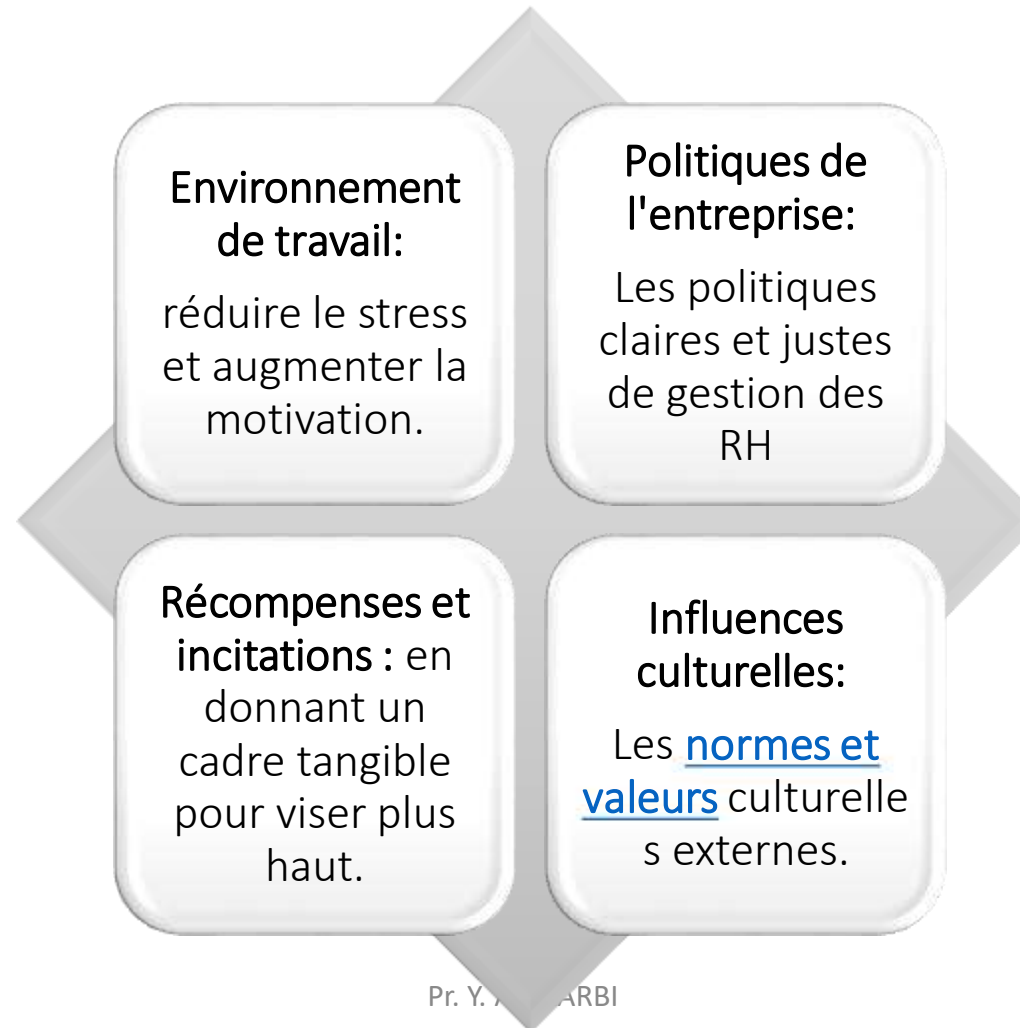 Environnement
de travail:
réduire le stress
et augmenter la
motivation.
Politiques de
l'entreprise:
Les politiques
claires et justes
de gestion des
RH
Récompenses et
incitations : en
donnant un
cadre tangible
pour viser plus
haut.
Influences
culturelles:
Les normes et
valeurs culturelle
s externes.
Pr. Y.